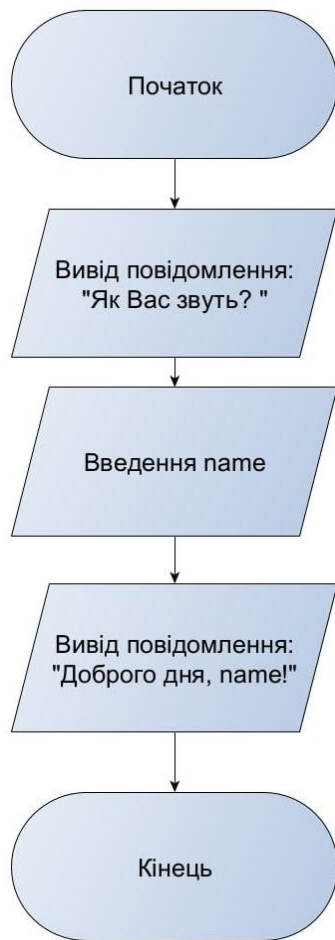 Початок
Вивід повідомлення:
"Як Вас звуть? "
Введення name
Вивід повідомлення:
"Доброго дня, name!"
Кінець